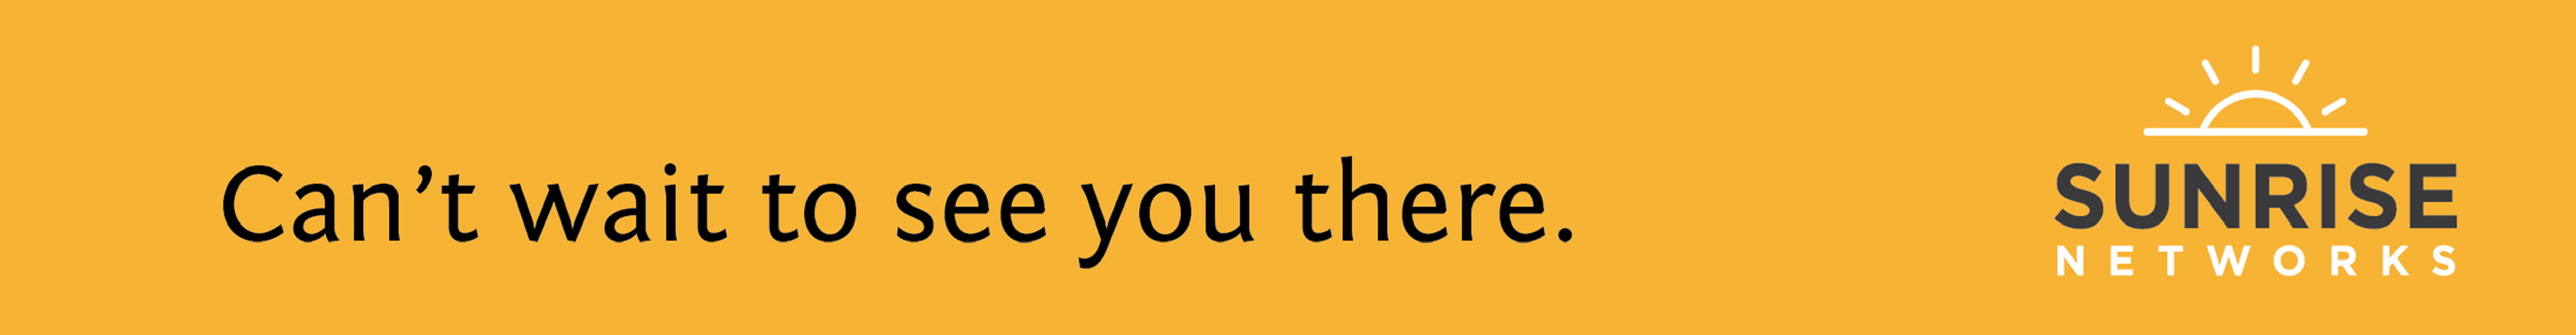 Can’t wait to see you there.
SUNRISE
NETWORKS